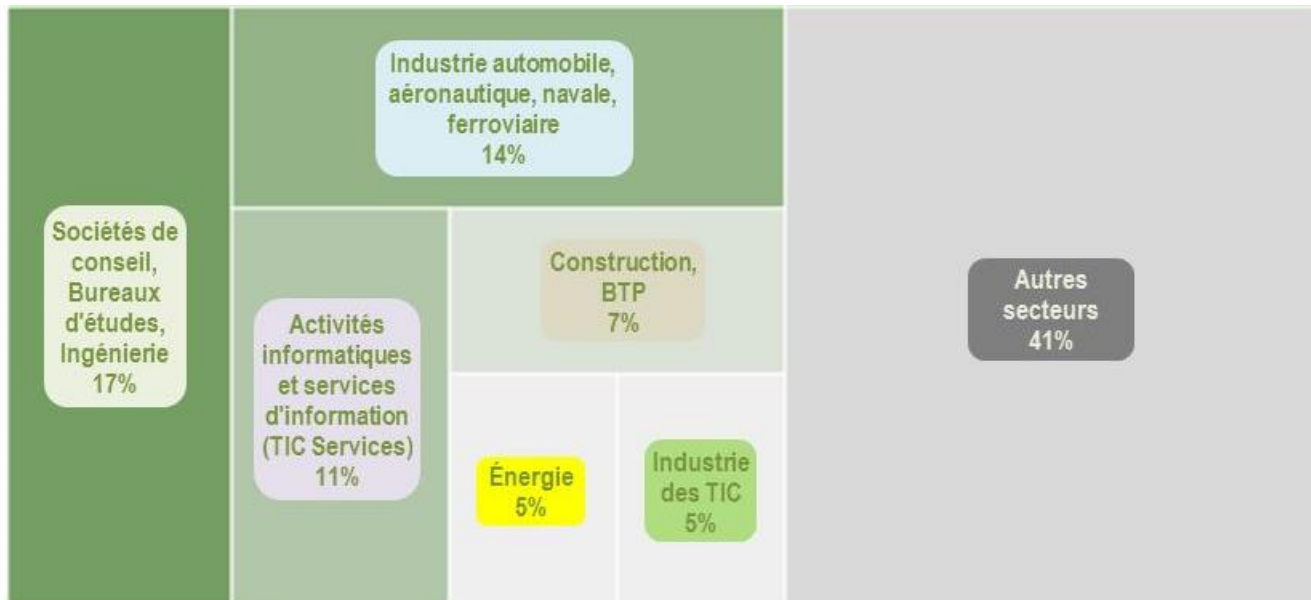 Industrie automobile,
aéronautique, navale,
ferroviaire
14%
Sociétés de
conseil,
Bureaux
d'études,
Ingénierie
17%
Activités
informatiques
et services
d'information
(TIC Services)
11%
Construction,
BTP
7%
Énergie
5%
Industrie
des TIC
5%
Autres
secteurs
41%